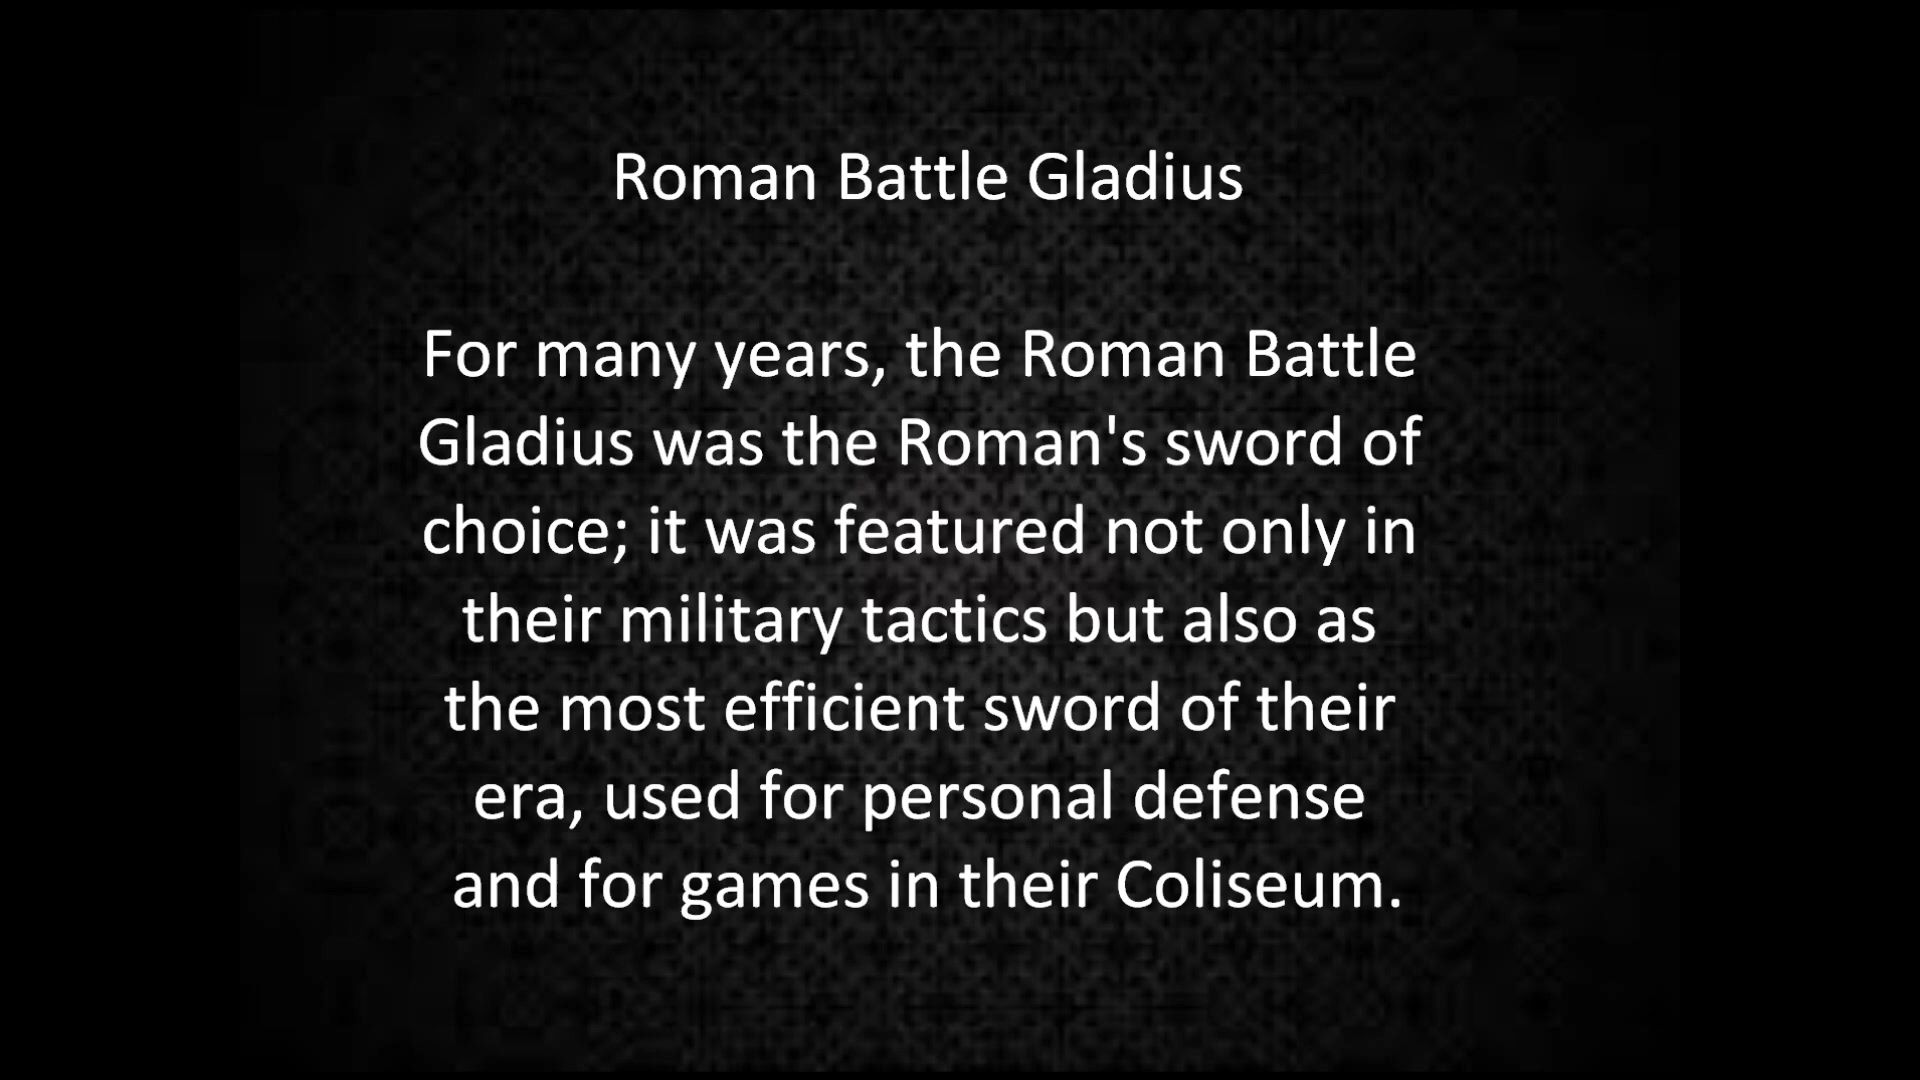 Roman Battle Gladius
For many years, the Roman Battle
Gladius was the Roman's sword of
choice; it was featured not only in
their military tactics but also as
the most efficient sword of their
era, used for personal defense
and for games in their Coliseum.